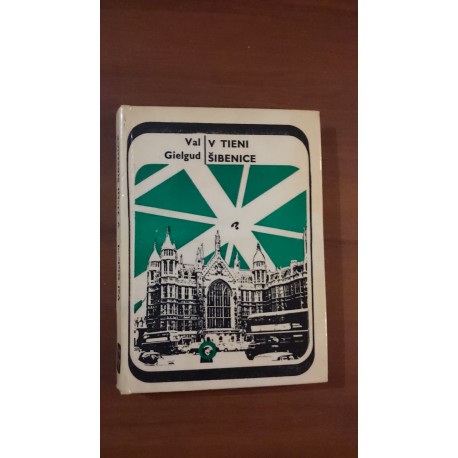 Val
Gielgud
V TIENI
ŠIBENICE